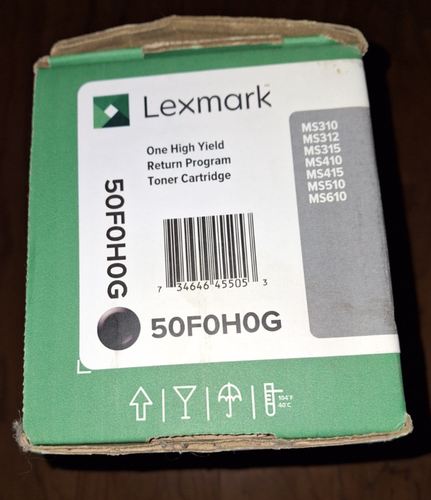 Lexmark™
One High Yield
Return Program
Toner Cartridge
MS310
MS312
MS315
MS410
MS415
MS510
MS610
50F0H0G
7 34646 45505 3
50F0H0G
104°F
40°C